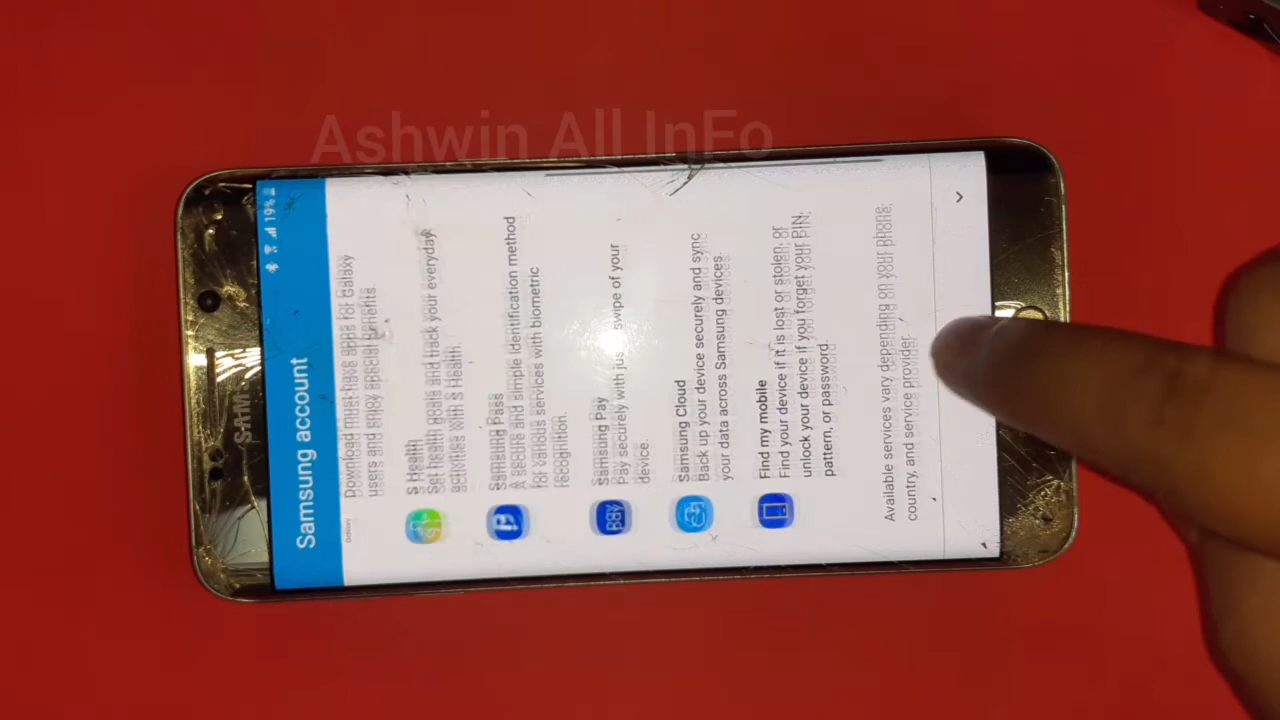 Ashwin All InFo
SAM
19%
Samsung account
Galaxy
Download must-have apps for Galaxy
users and enjoy special benefits.
S Health
Set health goals and track your everyday
activities with S Health.
Samsung Pass
A secure and simple identification method
for various services with biometric
recognition.
Samsung Pay
Pay securely with jus swipe of your
device.
pay
Samsung Cloud
Back up your device securely and sync
your data across Samsung devices.
Find my mobile
Find your device if it is lost or stolen, or
unlock your device if you forget your PIN,
pattern, or password.
Available services vary depending on your phone,
country, and service provider.